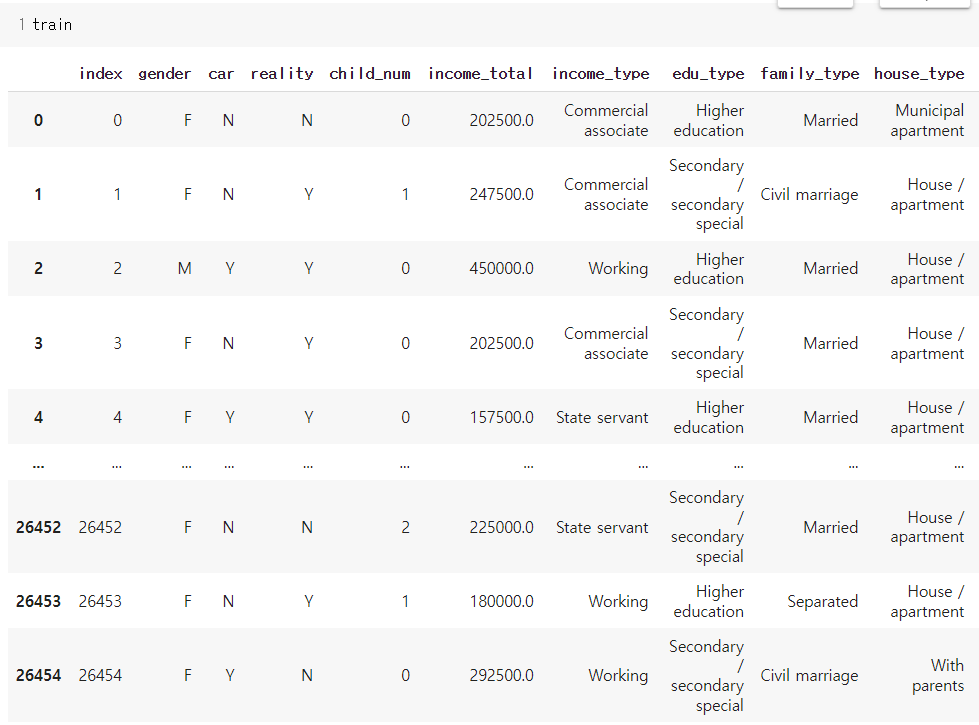 1 train
index gender car reality child_num income_total income_type edu_type family_type house_type
0 0 F N N 0 202500.0 Commercial associate Higher education Married Municipal apartment
1 1 F N Y 1 247500.0 Commercial associate Secondary / secondary special Civil marriage House / apartment
2 2 M Y Y 0 450000.0 Working Higher education Married House / apartment
3 3 F N Y 0 202500.0 Commercial associate Secondary / secondary special Married House / apartment
4 4 F Y Y 0 157500.0 State servant Higher education Married House / apartment
... ... ... ... ... ... ... ... ... ... ...
26452 26452 F N N 2 225000.0 State servant Secondary / secondary special Married House / apartment
26453 26453 F N Y 1 180000.0 Working Higher education Separated House / apartment
26454 26454 F Y N 0 292500.0 Working Secondary / secondary special Civil marriage With parents